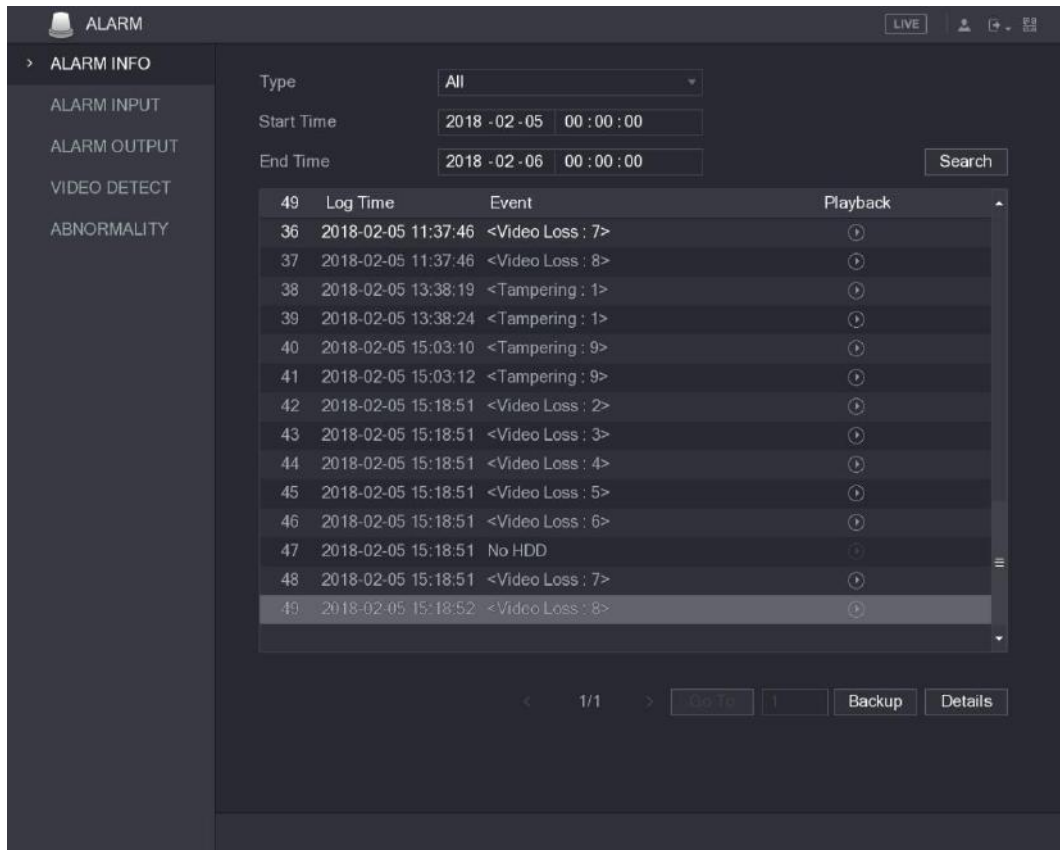 ALARM LIVE
ALARM INFO
ALARM INPUT
ALARM OUTPUT
VIDEO DETECT
ABNORMALITY
Type All
Start Time 2018 -02 -05 00 : 00 : 00
End Time 2018 -02 -06 00 : 00 : 00 Search
49 Log Time Event Playback
36 2018-02-05 11:37:46 <Video Loss : 7>
37 2018-02-05 11:37:46 <Video Loss : 8>
38 2018-02-05 13:38:19 <Tampering : 1>
39 2018-02-05 13:38:24 <Tampering : 1>
40 2018-02-05 15:03:10 <Tampering : 9>
41 2018-02-05 15:03:12 <Tampering : 9>
42 2018-02-05 15:18:51 <Video Loss : 2>
43 2018-02-05 15:18:51 <Video Loss : 3>
44 2018-02-05 15:18:51 <Video Loss : 4>
45 2018-02-05 15:18:51 <Video Loss : 5>
46 2018-02-05 15:18:51 <Video Loss : 6>
47 2018-02-05 15:18:51 No HDD
48 2018-02-05 15:18:51 <Video Loss : 7>
49 2018-02-05 15:18:52 <Video Loss : 8>
< 1/1 > Go To 1 Backup Details